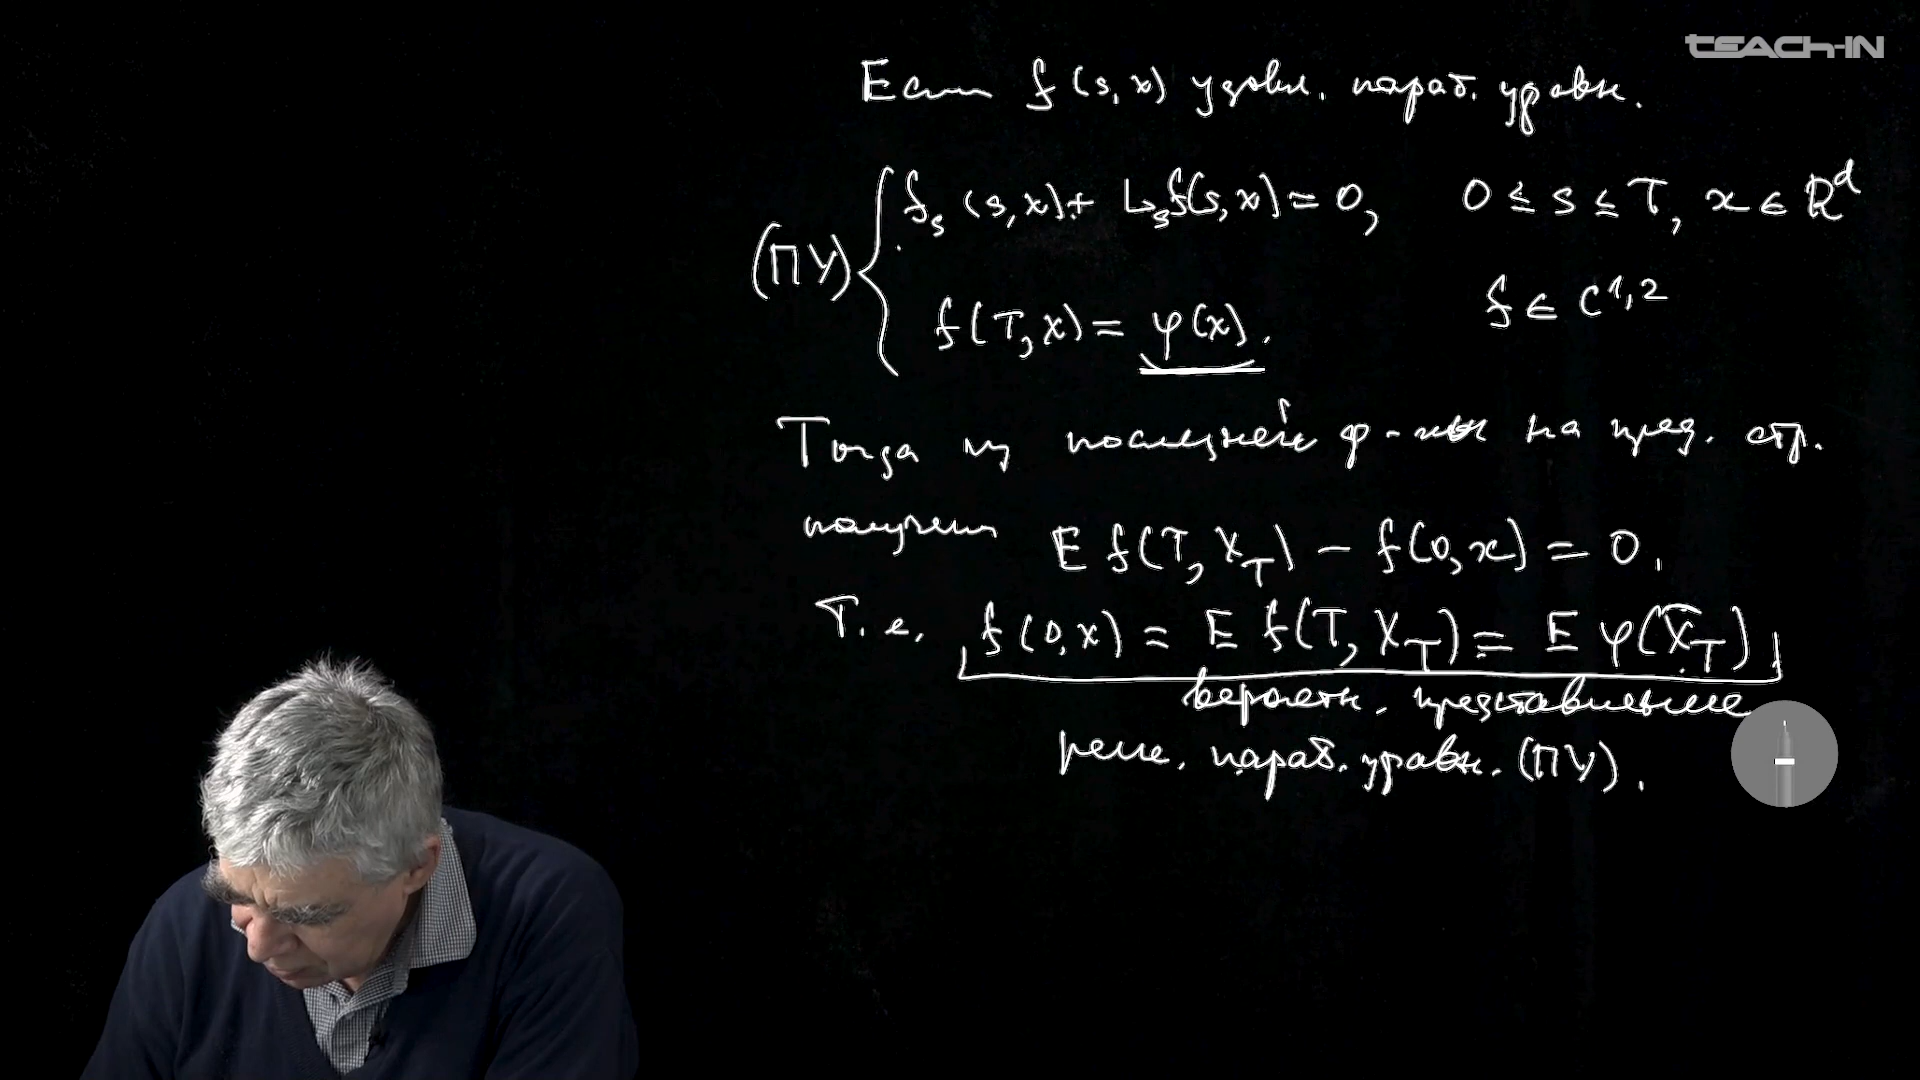 TEACH-IN
Если f(s,x) удовл. параб. уравн.
(ПУ) { f_s(s,x) + L_s f(s,x) = 0, 0 ≤ s ≤ T, x ∈ R^d
f(T,x) = φ(x). f ∈ C^{1,2}
Тогда из последней ф-лы на пред. стр.
получим E f(T, X_T) - f(0,x) = 0.
Т.е. f(0,x) = E f(T, X_T) = E φ(X_T)
вероятн. представление
реш. параб. уравн. (ПУ).